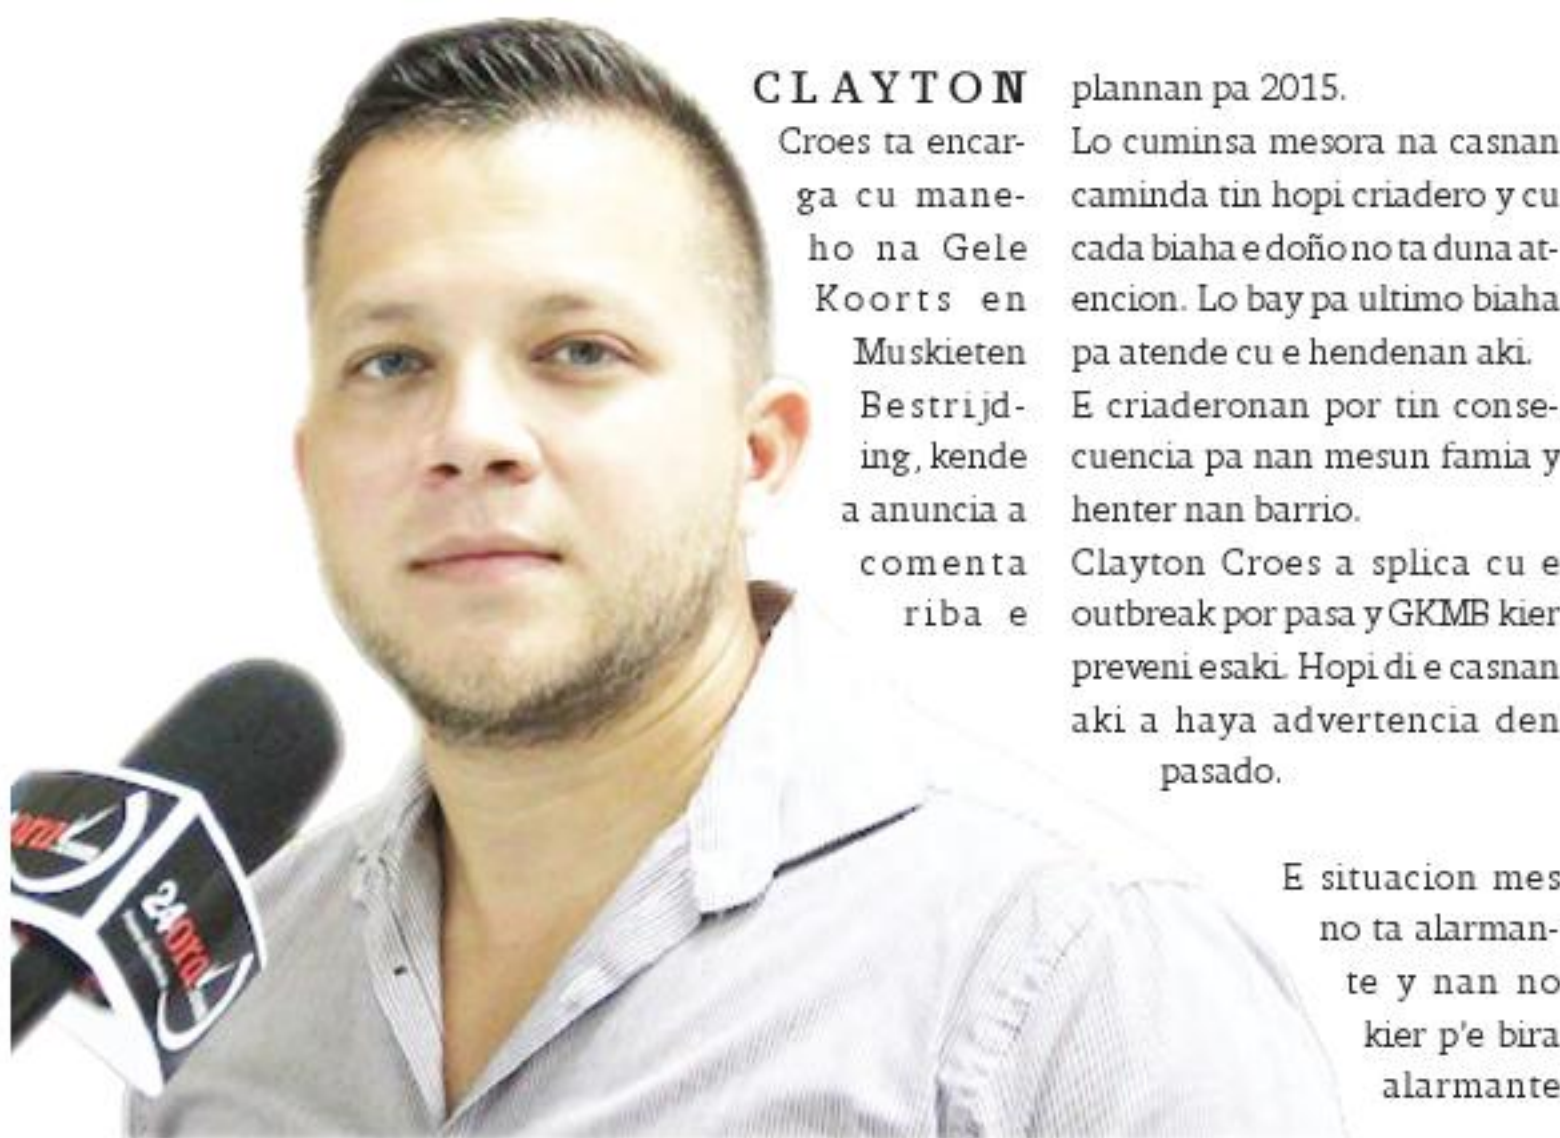 CLAYTON
Croes ta encar-
ga cu mane-
ho na Gele
Koorts en
Muskieten
Bestrijd-
ing, kende
a anuncia a
comenta
riba e
plannan pa 2015.
Lo cuminsa mesora na casnan
caminda tin hopi criadero y cu
cada biaha e doño no ta duna at-
encion. Lo bay pa ultimo biaha
pa atende cu e hendenan aki.
E criaderonan por tin conse-
cuencia pa nan mesun famia y
henter nan barrio.
Clayton Croes a splica cu e
outbreak por pasa y GKMB kier
preveni esaki. Hopi di e casnan
aki a haya advertencia den
pasado.
E situacion mes
no ta alarman-
te y nan no
kier p'e bira
alarmante
24ora